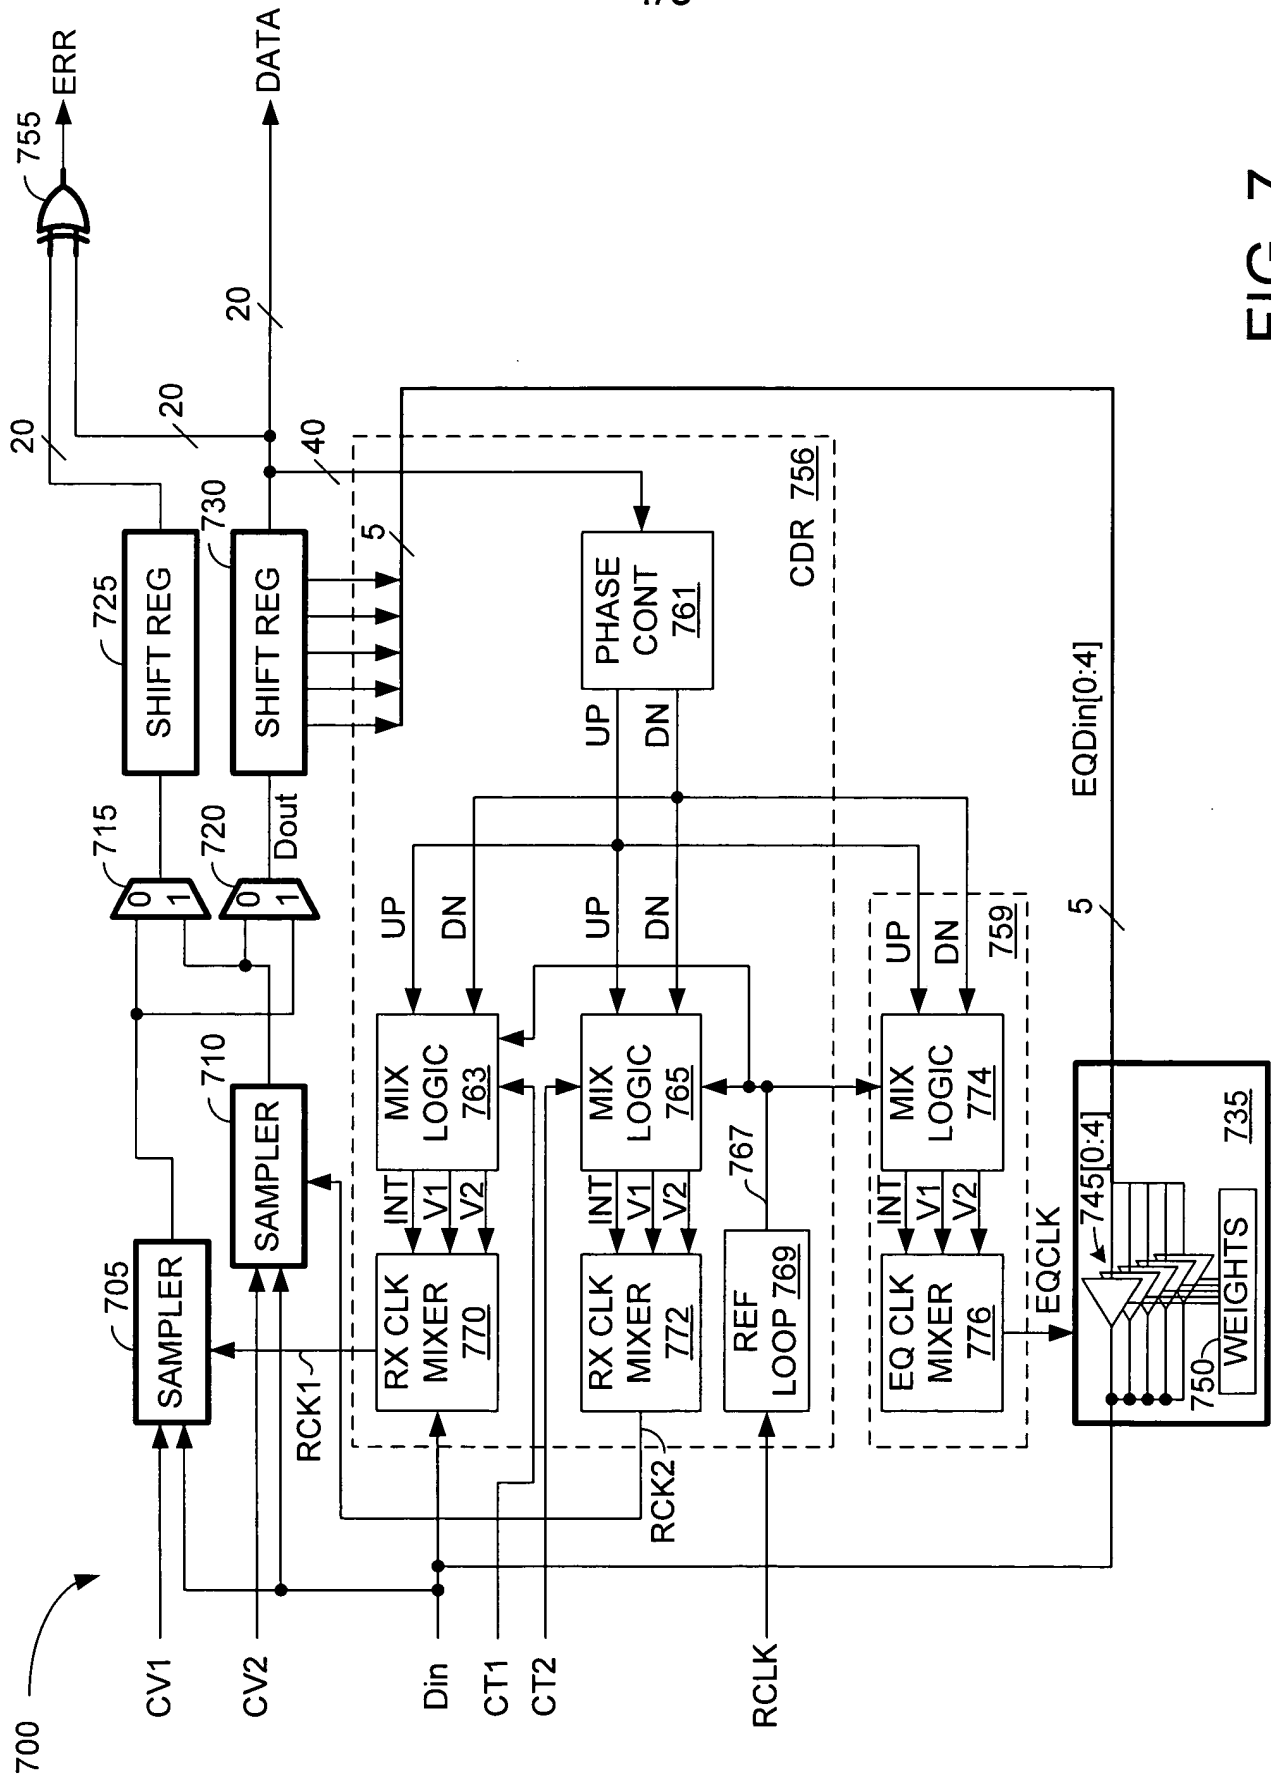 700
CV1
CV2
Din
CT1
CT2
RCLK
705
SAMPLER
710
SAMPLER
RCK1
RCK2
715
0
1
720
0
1
Dout
725
SHIFT REG
730
SHIFT REG
20
20
20
40
5
755
ERR
DATA
CDR 756
PHASE
CONT
761
UP
DN
UP
DN
UP
DN
UP
DN
MIX
LOGIC
763
INT
V1
V2
RX CLK
MIXER
770
MIX
LOGIC
765
INT
V1
V2
RX CLK
MIXER
772
767
REF
LOOP 769
759
MIX
LOGIC
774
INT
V1
V2
EQ CLK
MIXER
776
EQCLK
EQDin[0:4]
5
745[0:4]
735
750
WEIGHTS